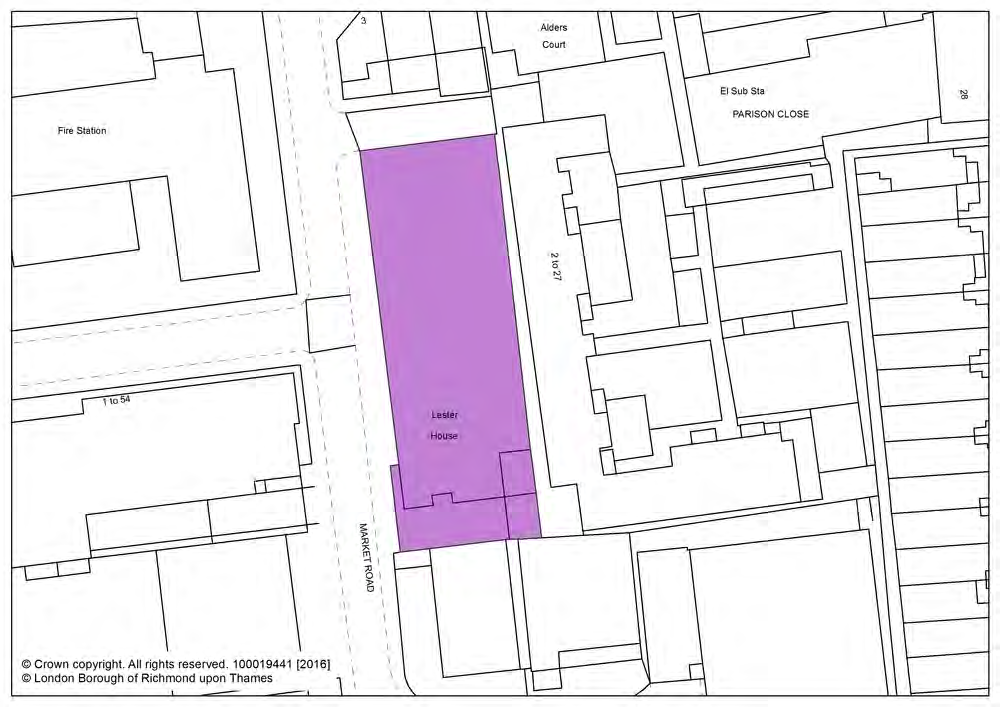 3
Alders
Court
El Sub Sta
PARISON CLOSE
28
Fire Station
2 to 27
1 to 54
Lester
House
MARKET ROAD
© Crown copyright. All rights reserved. 100019441 [2016]
© London Borough of Richmond upon Thames